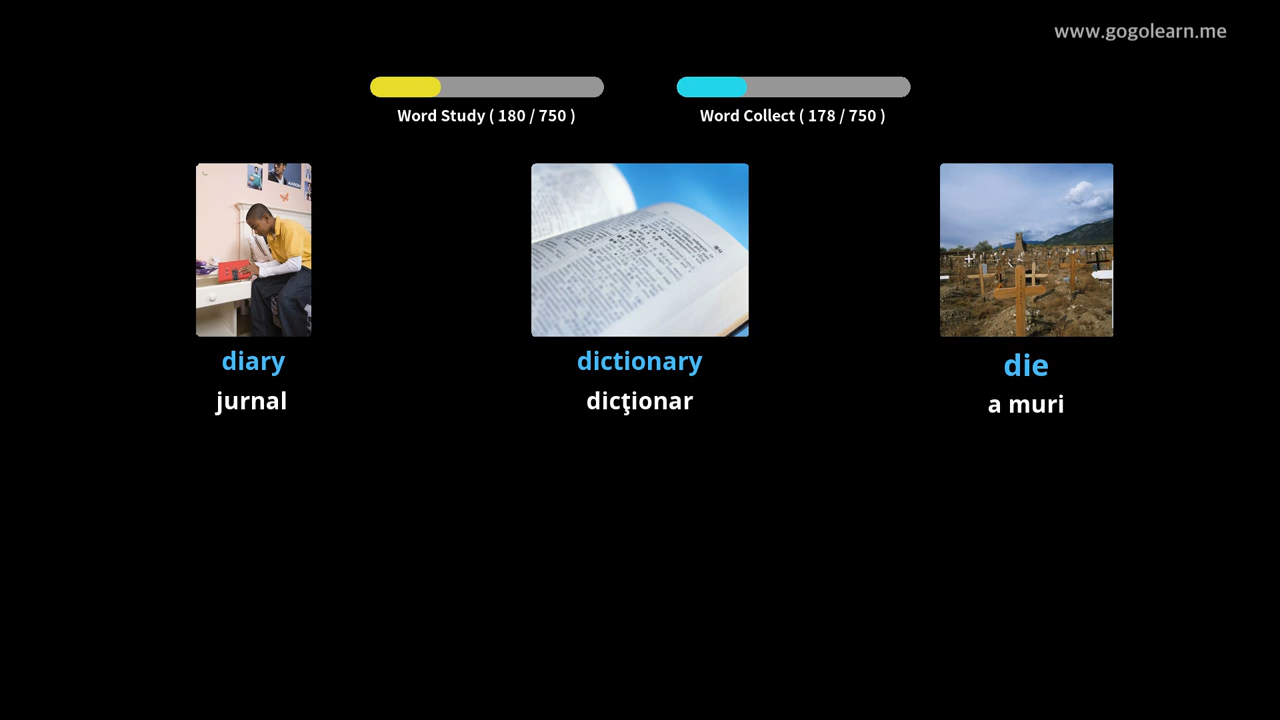 www.gogolearn.me
Word Study ( 180 / 750 )
Word Collect ( 178 / 750 )
diary
dictionary
die
jurnal
dicţionar
a muri